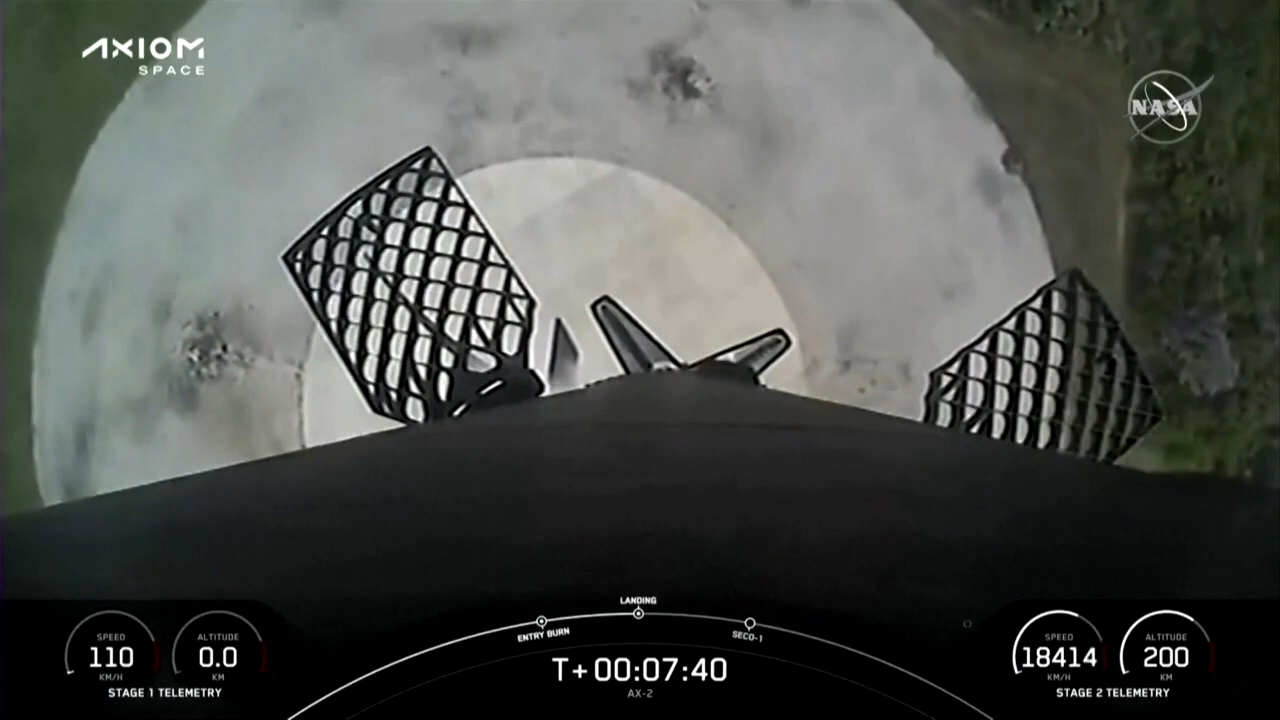 AXIOM
SPACE
NASA
LANDING
ENTRY BURN
SECO-1
SPEED
110
KM/H
ALTITUDE
0.0
KM
STAGE 1 TELEMETRY
T+00:07:40
AX-2
SPEED
18414
KM/H
ALTITUDE
200
KM
STAGE 2 TELEMETRY